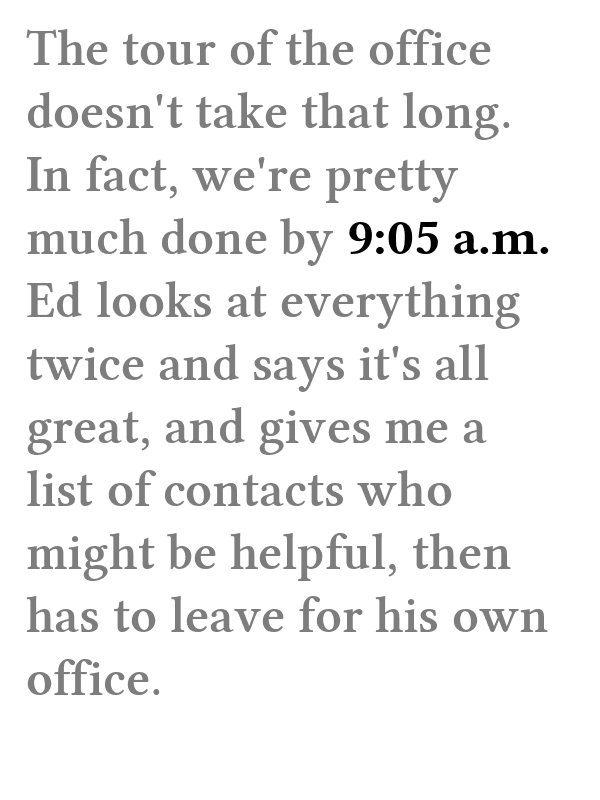 The tour of the office
doesn't take that long.
In fact, we're pretty
much done by 9:05 a.m.
Ed looks at everything
twice and says it's all
great, and gives me a
list of contacts who
might be helpful, then
has to leave for his own
office.